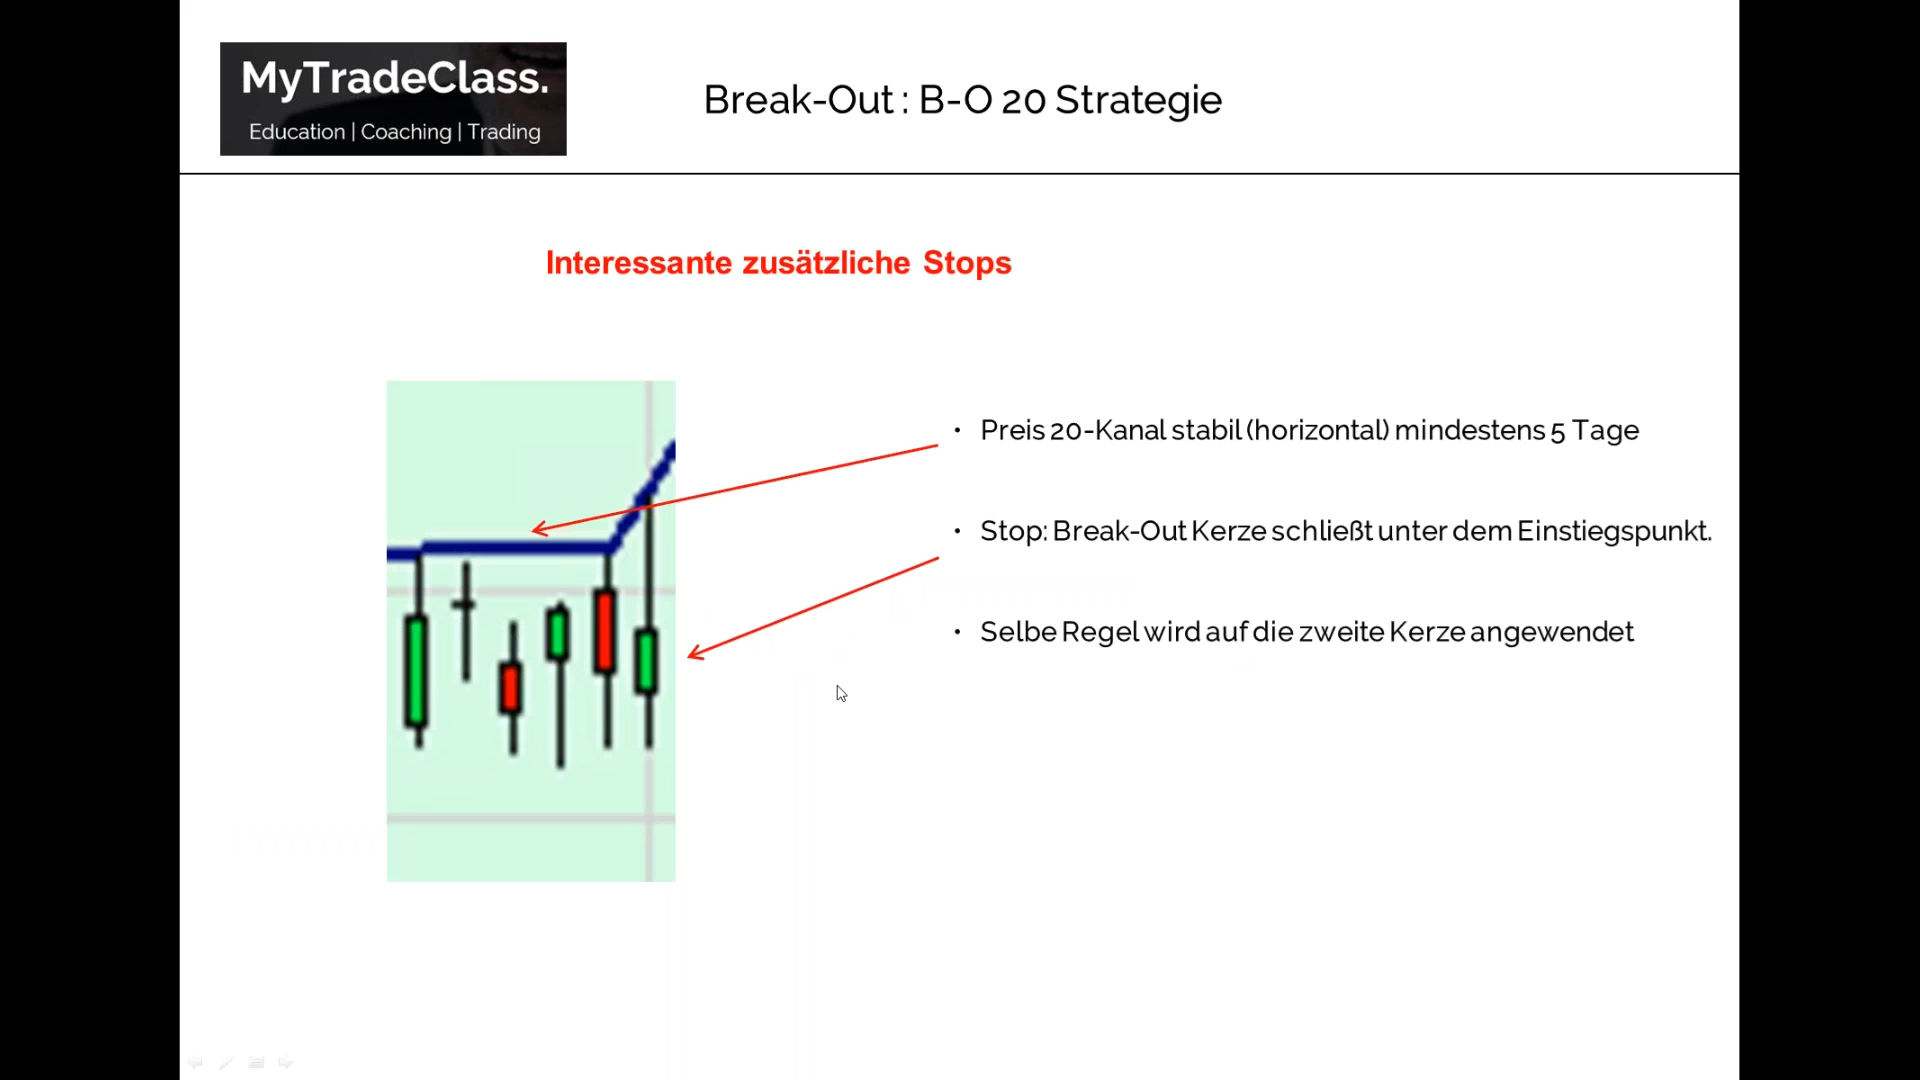 MyTradeClass.
Education | Coaching | Trading
Break-Out : B-O 20 Strategie
Interessante zusätzliche Stops
• Preis 20-Kanal stabil (horizontal) mindestens 5 Tage
• Stop: Break-Out Kerze schließt unter dem Einstiegspunkt.
• Selbe Regel wird auf die zweite Kerze angewendet